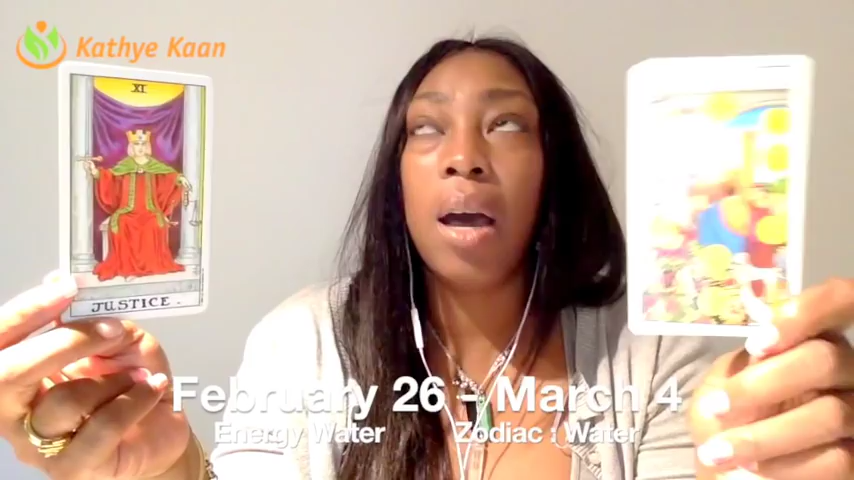 Kathye Kaan
XI
JUSTICE.
February 26 - March 4
Energy Water Zodiac : Water